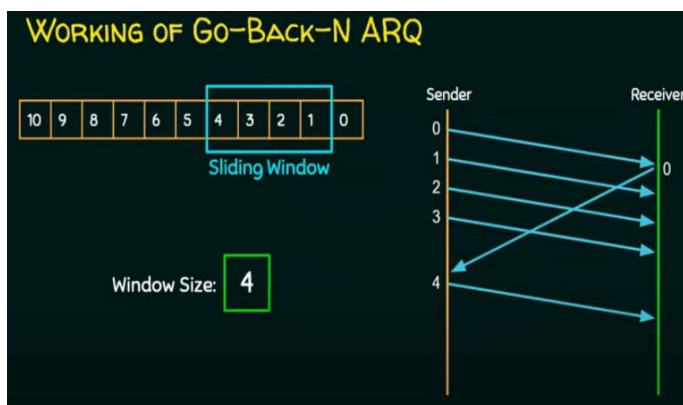 WORKING OF GO-BACK-N ARQ
10 9 8 7 6 5 4 3 2 1 0
Sliding Window
Window Size: 4
Sender Receiver
0
1
0
2
3
4